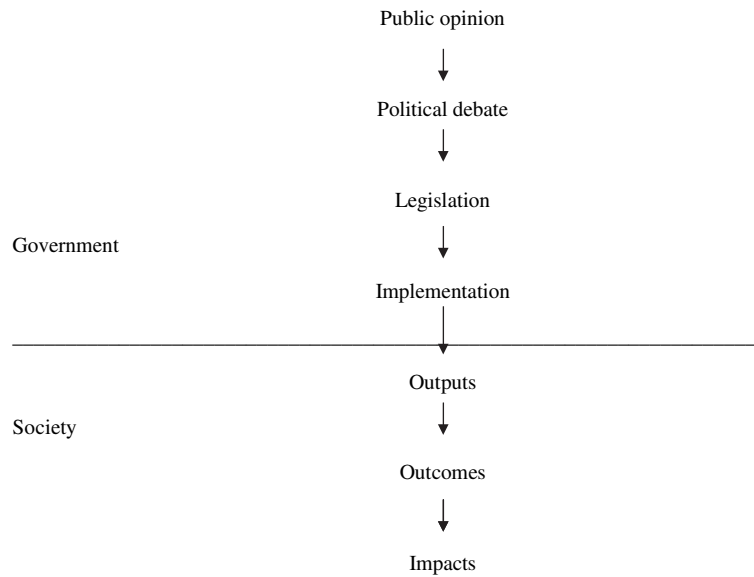 Public opinion
Political debate
Legislation
Government
Implementation
Outputs
Society
Outcomes
Impacts